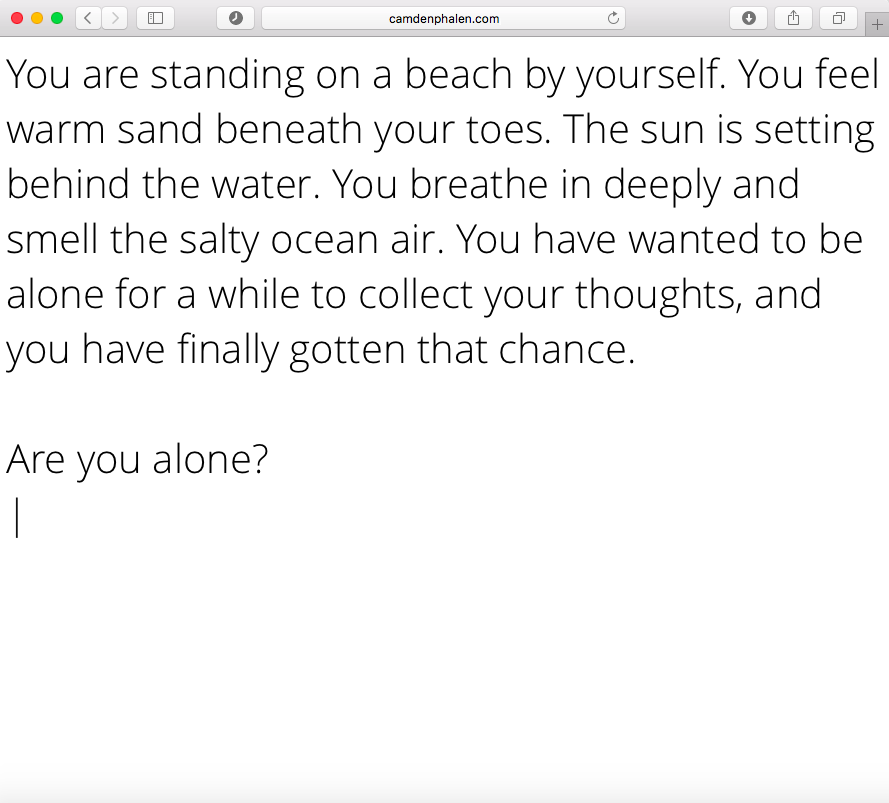 camdenphalen.com
You are standing on a beach by yourself. You feel
warm sand beneath your toes. The sun is setting
behind the water. You breathe in deeply and
smell the salty ocean air. You have wanted to be
alone for a while to collect your thoughts, and
you have finally gotten that chance.
Are you alone?